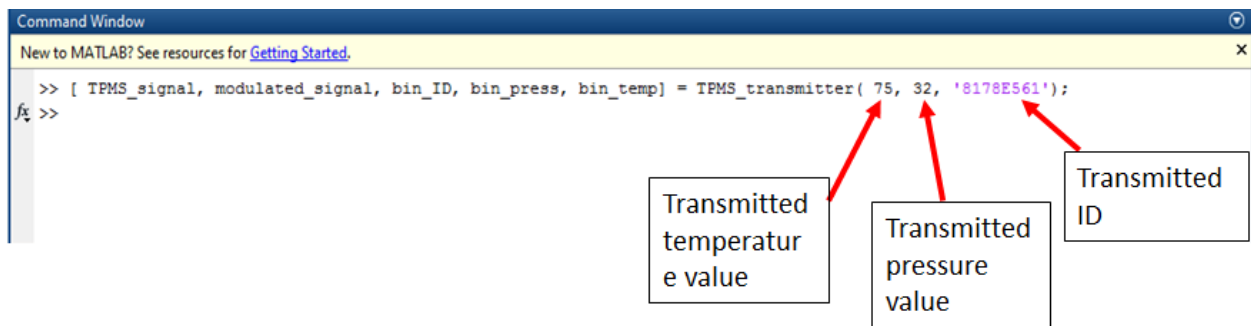 Command Window
New to MATLAB? See resources for Getting Started.
>> [ TPMS_signal, modulated_signal, bin_ID, bin_press, bin_temp] = TPMS_transmitter( 75, 32, '8178E561');
fx >>
Transmitted
temperatur
e value
Transmitted
pressure
value
Transmitted
ID